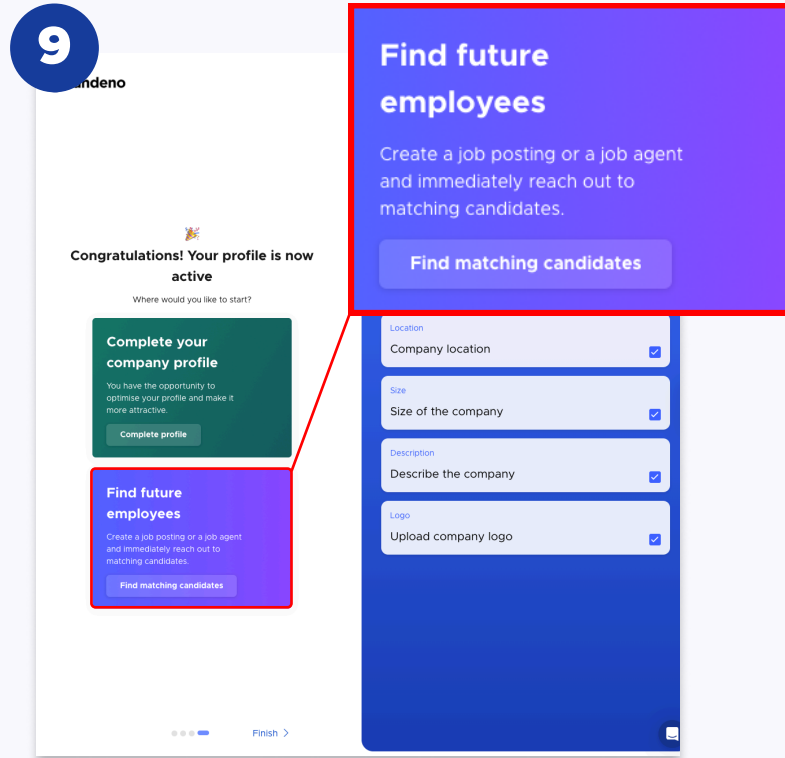 9
ndeno
Congratulations! Your profile is now
active
Where would you like to start?
Complete your
company profile
You have the opportunity to
optimise your profile and make it
more attractive.
Complete profile
Find future
employees
Create a job posting or a job agent
and immediately reach out to
matching candidates.
Find matching candidates
Finish
Find future
employees
Create a job posting or a job agent
and immediately reach out to
matching candidates.
Find matching candidates
Location
Company location
Size
Size of the company
Description
Describe the company
Logo
Upload company logo